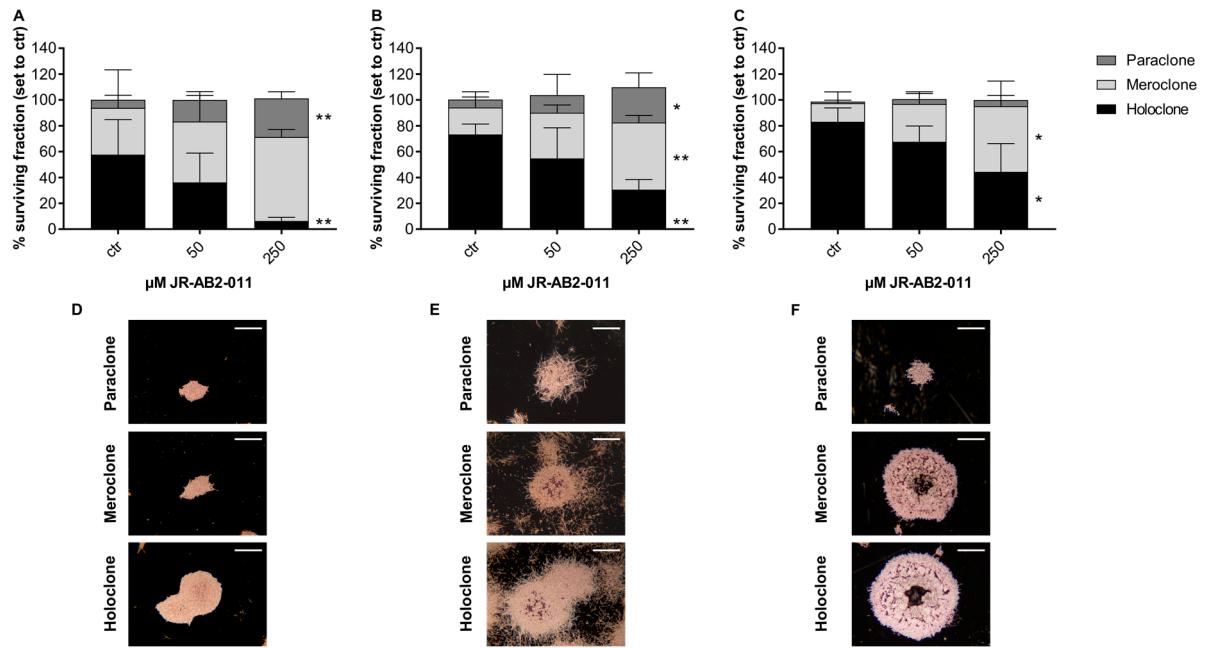 A
% surviving fraction (set to ctr)
140
120
100
80
60
40
20
0
**
**
ctr
50
250
µM JR-AB2-011
B
% surviving fraction (set to ctr)
140
120
100
80
60
40
20
0
*
**
**
ctr
50
250
µM JR-AB2-011
C
% surviving fraction (set to ctr)
140
120
100
80
60
40
20
0
*
*
ctr
50
250
µM JR-AB2-011
Paraclone
Meroclone
Holoclone
D
Paraclone
Meroclone
Holoclone
E
Paraclone
Meroclone
Holoclone
F
Paraclone
Meroclone
Holoclone